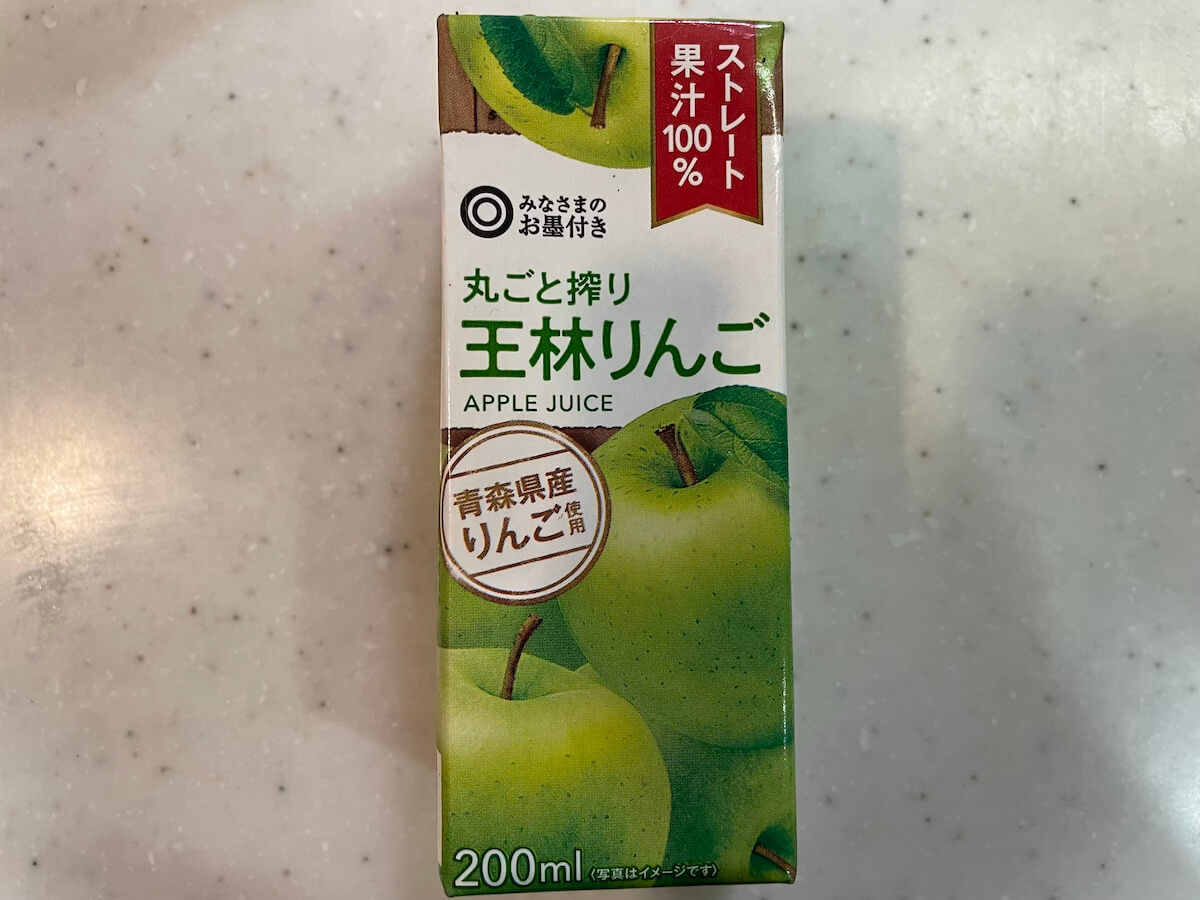 ストレート
果汁100%
みなさまの
お墨付き
丸ごと搾り
王林りんご
APPLE JUICE
青森県産
りんご使用
200ml〈写真はイメージです〉